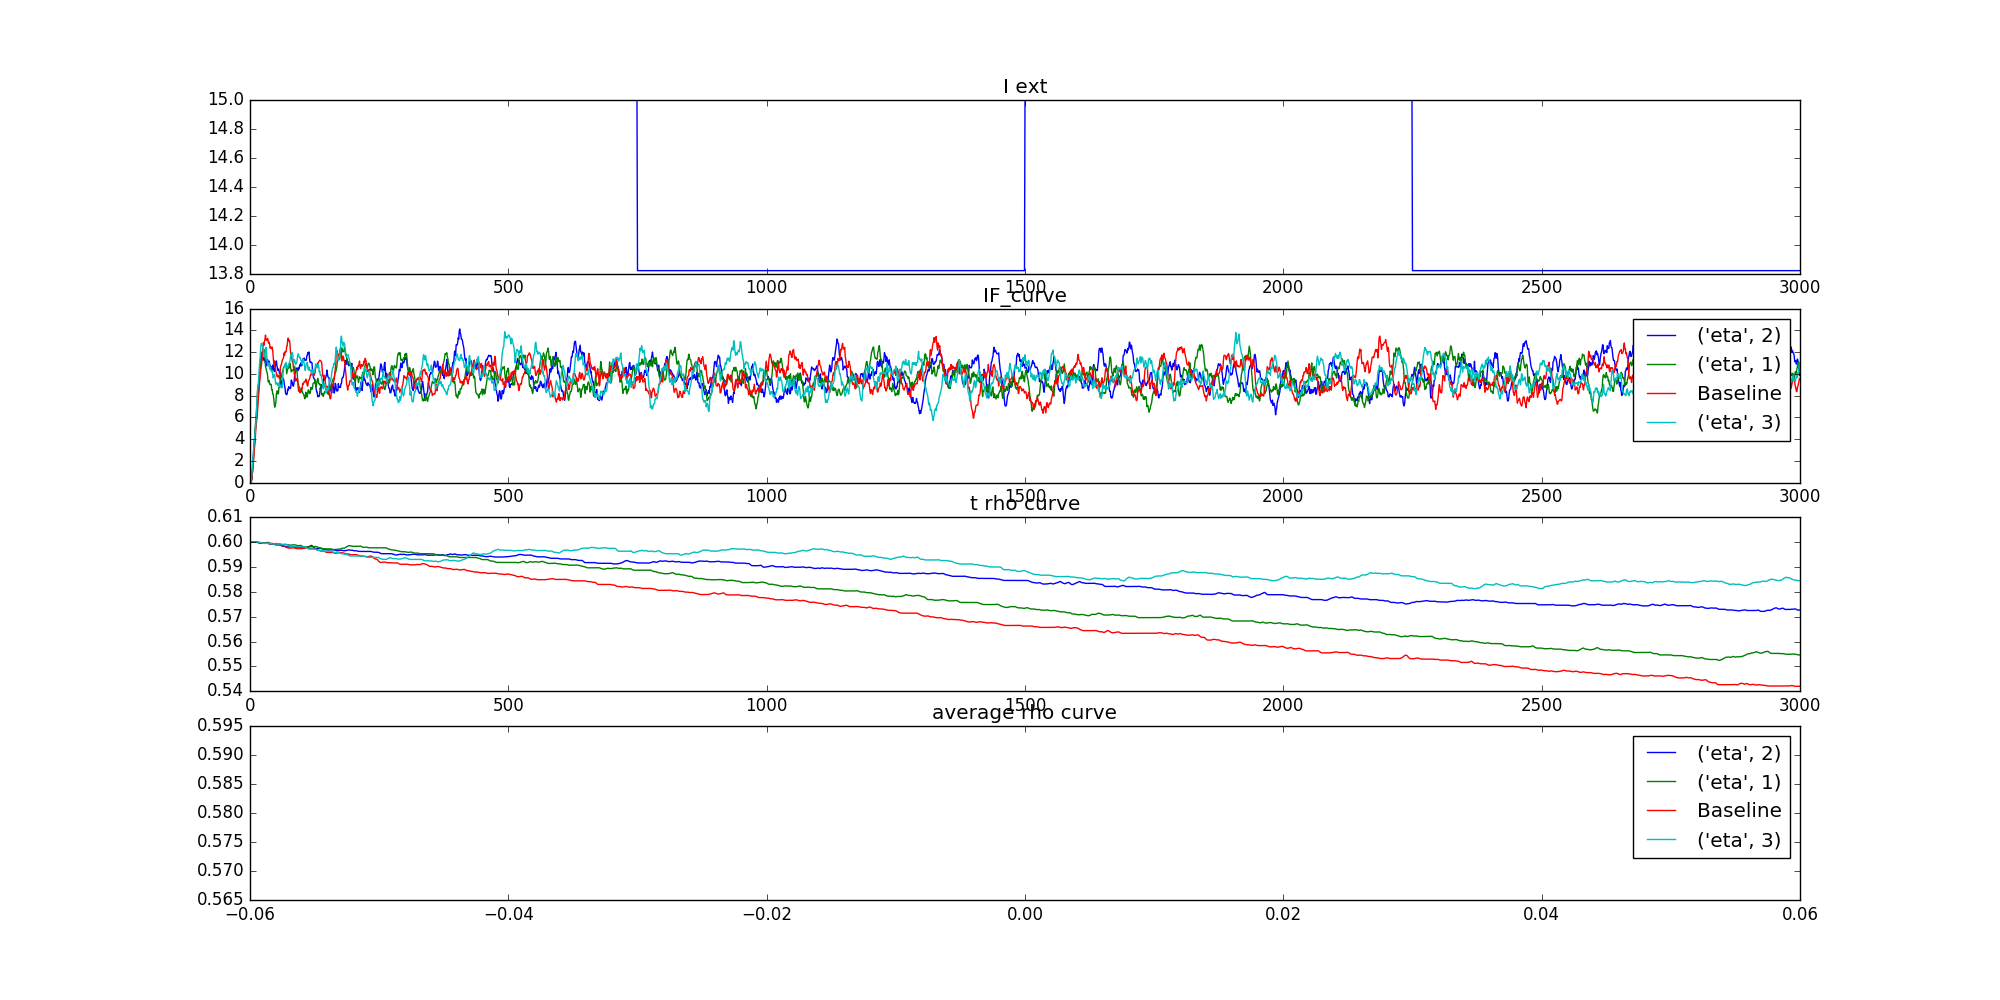 I ext
15.0
14.8
14.6
14.4
14.2
14.0
13.8
0 500 1000 1500 2000 2500 3000
IF_curve
16
14
12
10
8
6
4
2
0
('eta', 2)
('eta', 1)
Baseline
('eta', 3)
0 500 1000 1500 2000 2500 3000
t rho curve
0.61
0.60
0.59
0.58
0.57
0.56
0.55
0.54
0 500 1000 1500 2000 2500 3000
average rho curve
0.595
0.590
0.585
0.580
0.575
0.570
0.565
('eta', 2)
('eta', 1)
Baseline
('eta', 3)
−0.06 −0.04 −0.02 0.00 0.02 0.04 0.06